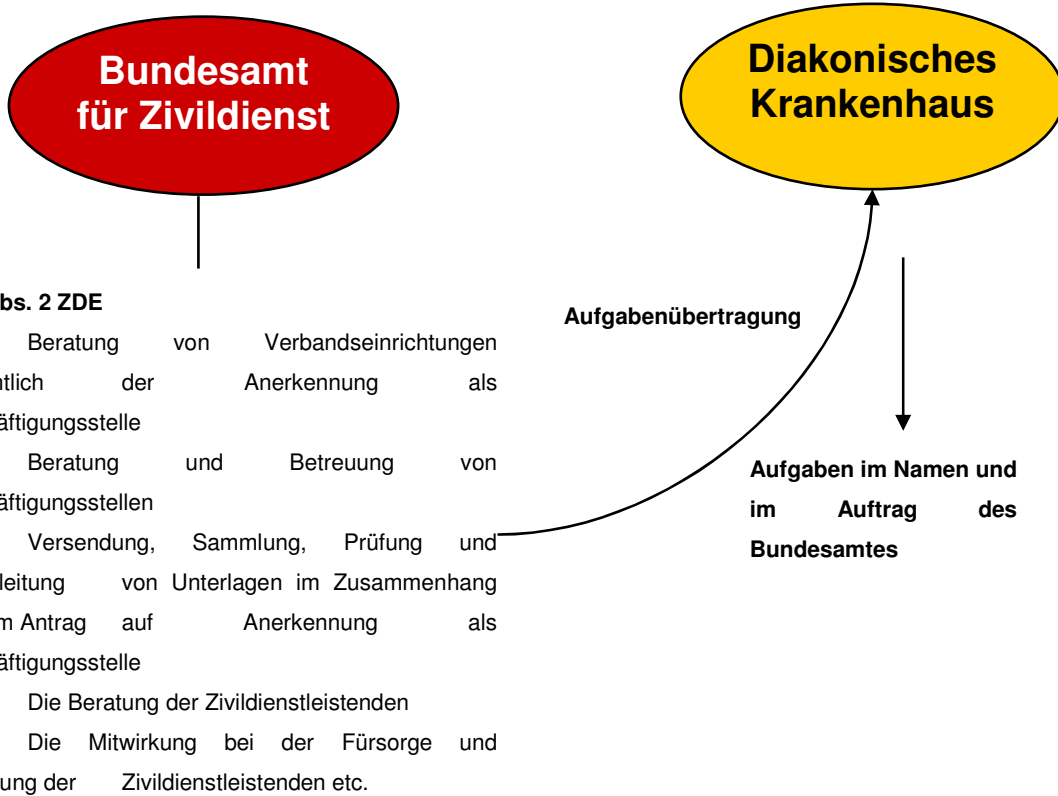 Bundesamt
für Zivildienst
Diakonisches
Krankenhaus
bs. 2 ZDE
Beratung von Verbandseinrichtungen
ntlich der Anerkennung als
äftigungsstelle
Beratung und Betreuung von
äftigungsstellen
Versendung, Sammlung, Prüfung und
leitung von Unterlagen im Zusammenhang
m Antrag auf Anerkennung als
äftigungsstelle
Die Beratung der Zivildienstleistenden
Die Mitwirkung bei der Fürsorge und
ung der Zivildienstleistenden etc.
Aufgabenübertragung
Aufgaben im Namen und
im Auftrag des
Bundesamtes